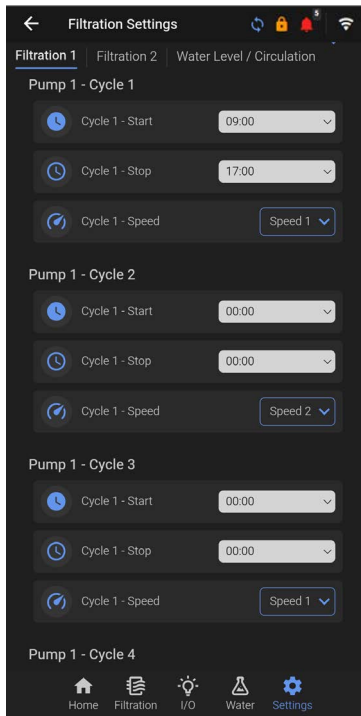 Filtration Settings
5
Filtration 1 | Filtration 2 | Water Level / Circulation
Pump 1 - Cycle 1
Cycle 1 - Start 09:00
Cycle 1 - Stop 17:00
Cycle 1 - Speed Speed 1
Pump 1 - Cycle 2
Cycle 1 - Start 00:00
Cycle 1 - Stop 00:00
Cycle 1 - Speed Speed 2
Pump 1 - Cycle 3
Cycle 1 - Start 00:00
Cycle 1 - Stop 00:00
Cycle 1 - Speed Speed 1
Pump 1 - Cycle 4
Home Filtration I/O Water Settings